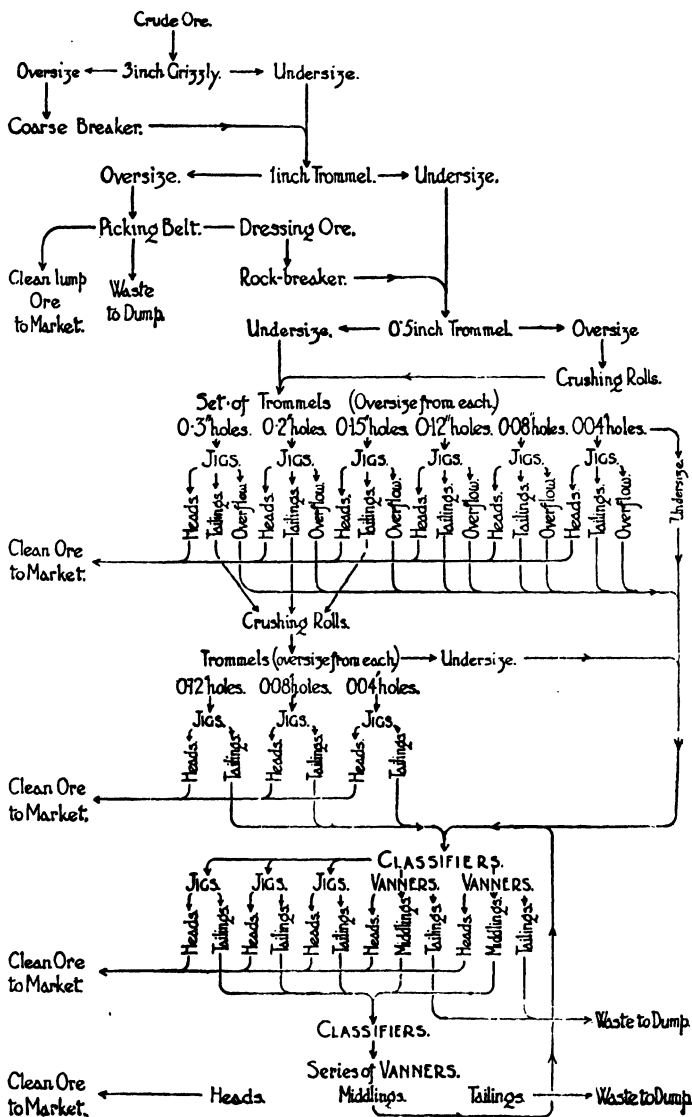 Crude Ore.
Oversize 3inch Grizzly. Undersize.
Coarse Breaker.
Oversize. 1inch Trommel. Undersize.
Picking Belt. Dressing Ore.
Clean lump
Ore
to Market.
Waste
to Dump.
Rock-breaker.
Undersize. 0·5inch Trommel. Oversize
Crushing Rolls.
Set of Trommels (Oversize from each.)
0·3"holes. 0·2"holes. 0·15"holes. 0·12"holes. 0·08"holes. 0·04"holes.
Undersize.
JIGS. JIGS. JIGS. JIGS. JIGS. JIGS.
Heads. Tailings. Overflow. Heads. Tailings. Overflow. Heads. Tailings. Overflow. Heads. Tailings. Overflow. Heads. Tailings. Overflow. Heads. Tailings. Overflow.
Clean Ore
to Market.
Crushing Rolls.
Trommels (oversize from each) Undersize.
0·12"holes. 0·08"holes. 0·04"holes.
JIGS. JIGS. JIGS.
Heads. Tailings. Heads. Tailings. Heads. Tailings.
Clean Ore
to Market.
CLASSIFIERS.
JIGS. JIGS. JIGS. VANNERS. VANNERS.
Heads. Tailings. Heads. Tailings. Heads. Tailings. Heads. Middlings. Tailings. Heads. Middlings. Tailings.
Clean Ore
to Market
Waste to Dump.
CLASSIFIERS.
Series of VANNERS.
Clean Ore
to Market.
Heads. Middlings. Tailings Waste to Dump